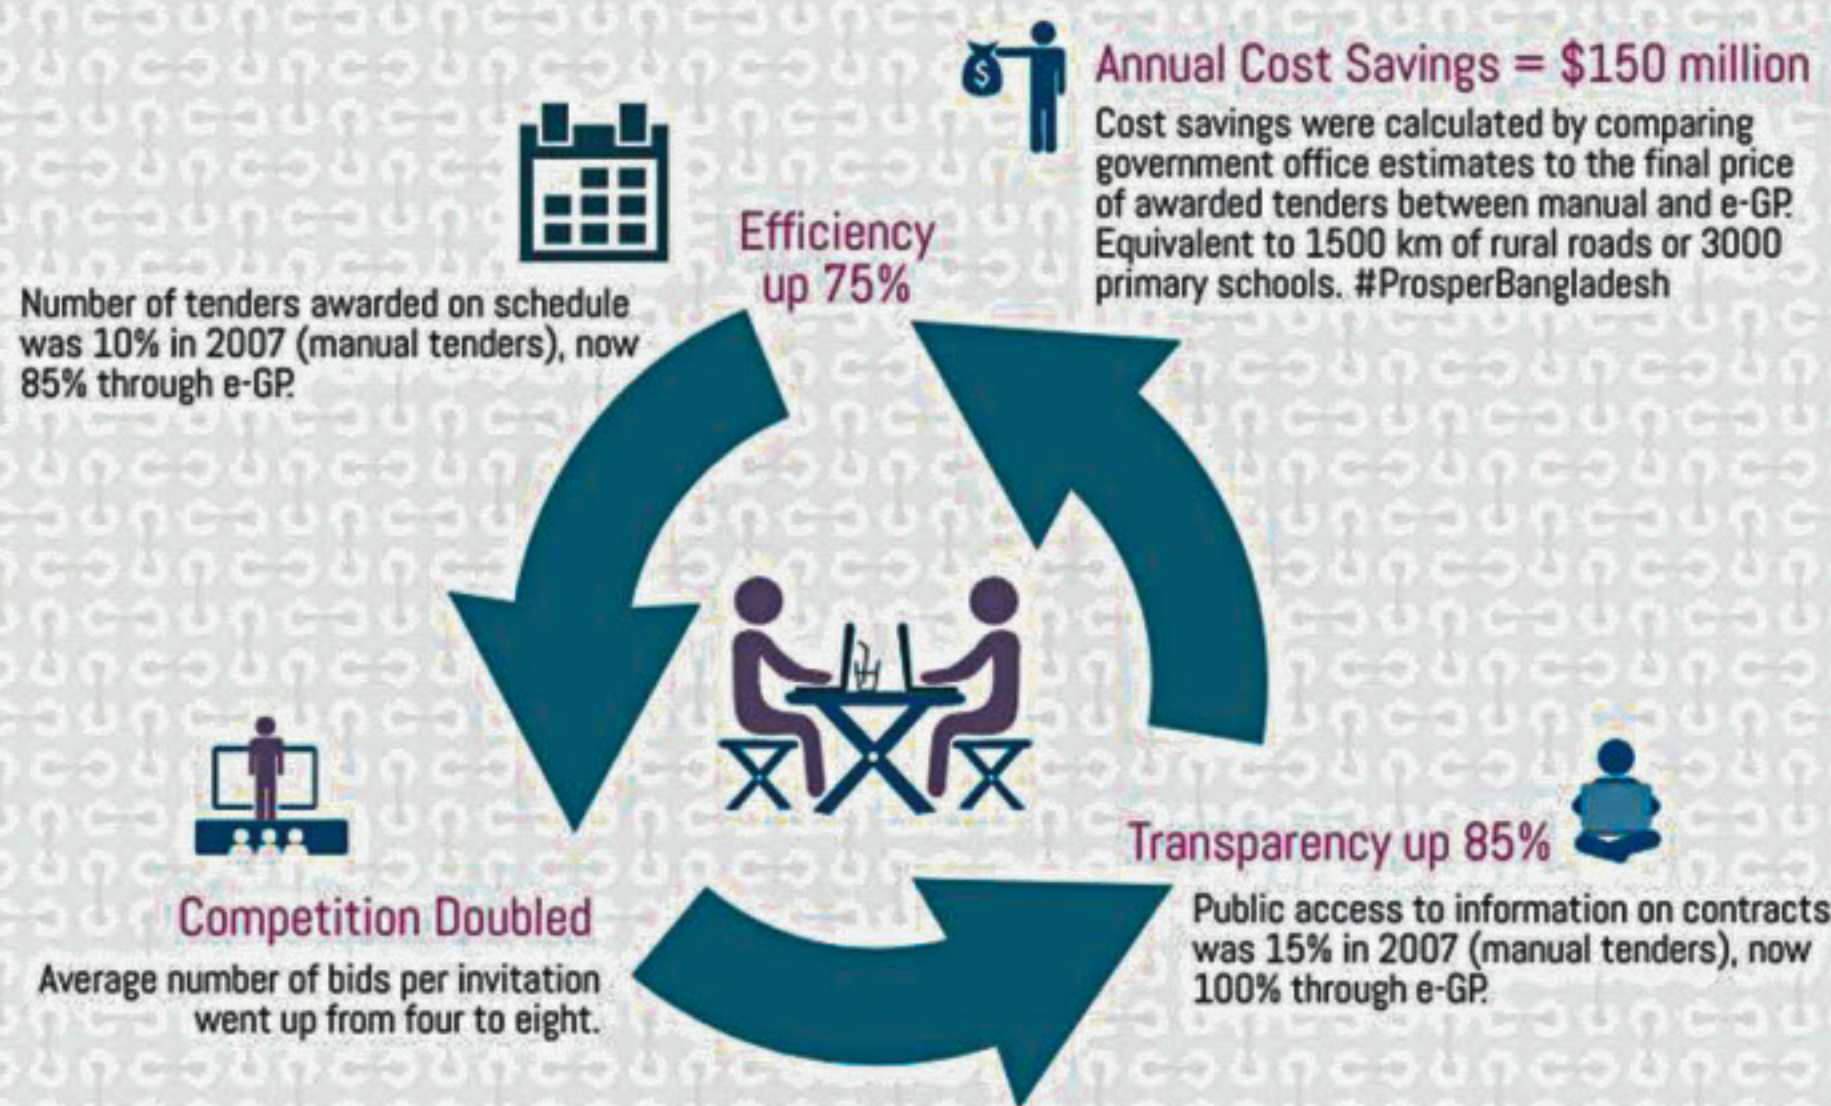 Annual Cost Savings = $150 million
Cost savings were calculated by comparing
government office estimates to the final price
of awarded tenders between manual and e-GP.
Equivalent to 1500 km of rural roads or 3000
primary schools. #ProsperBangladesh
Efficiency
up 75%
Number of tenders awarded on schedule
was 10% in 2007 (manual tenders), now
85% through e-GP.
Competition Doubled
Average number of bids per invitation
went up from four to eight.
Transparency up 85%
Public access to information on contracts
was 15% in 2007 (manual tenders), now
100% through e-GP.
$